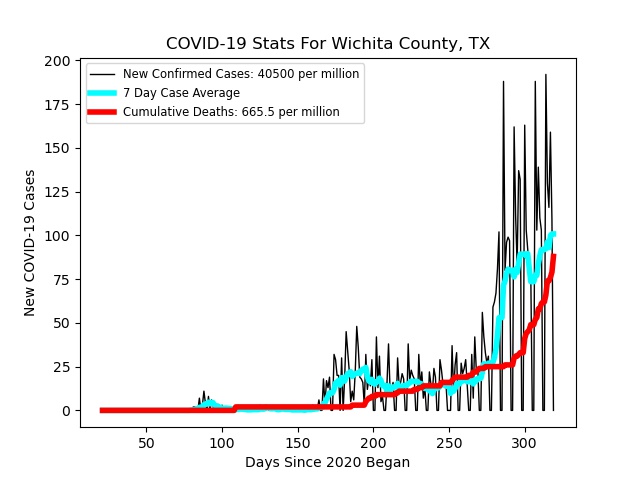 COVID-19 Stats For Wichita County, TX
New Confirmed Cases: 40500 per million
7 Day Case Average
Cumulative Deaths: 665.5 per million
New COVID-19 Cases
200
175
150
125
100
75
50
25
0
50 100 150 200 250 300
Days Since 2020 Began